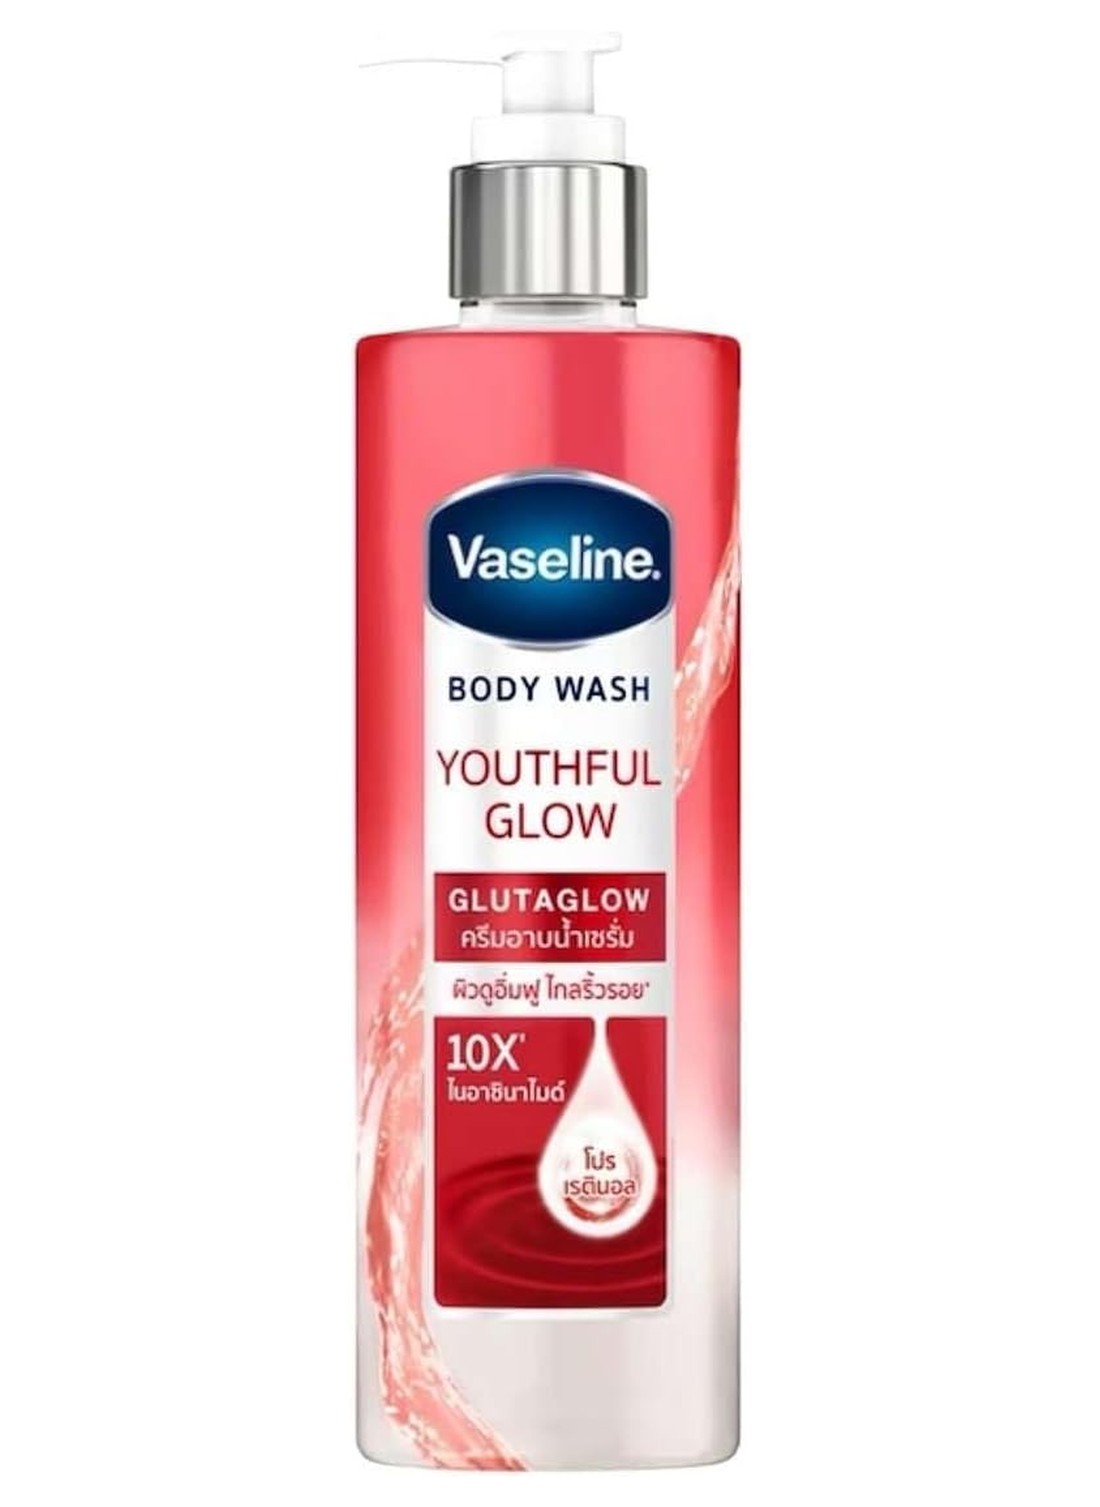 Vaseline.
BODY WASH
YOUTHFUL
GLOW
GLUTAGLOW
ครีมอาบน้ำเซรั่ม
ผิวดูอิ่มฟู ไกลริ้วรอย*
10X¹
ไนอาซินาไมด์
โปร
เรตินอล